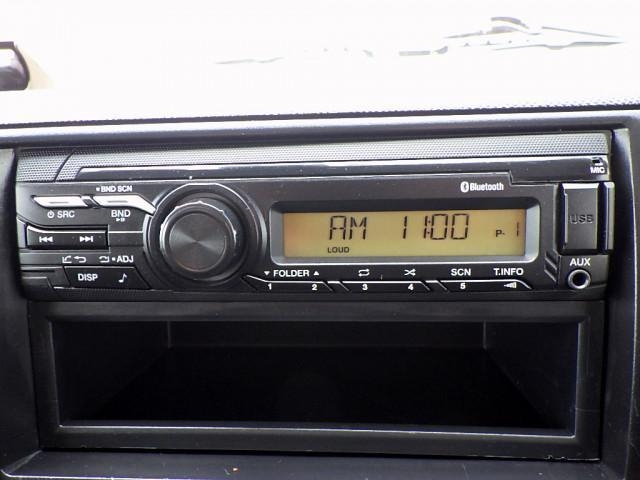 MIC
Bluetooth
BND SCN
SRC
BND
USB
AM 11:00 P-1
LOUD
ADJ
DISP
FOLDER
SCN
T.INFO
AUX
1 2 3 4 5